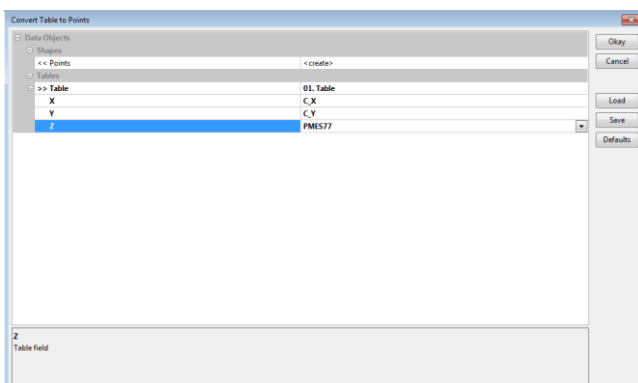 Convert Table to Points
Data Objects
Shapes
<< Points <create>
Tables
>> Table 01. Table
X C_X
Y C_Y
Z PMES77
Okay
Cancel
Load
Save
Defaults
Z
Table field